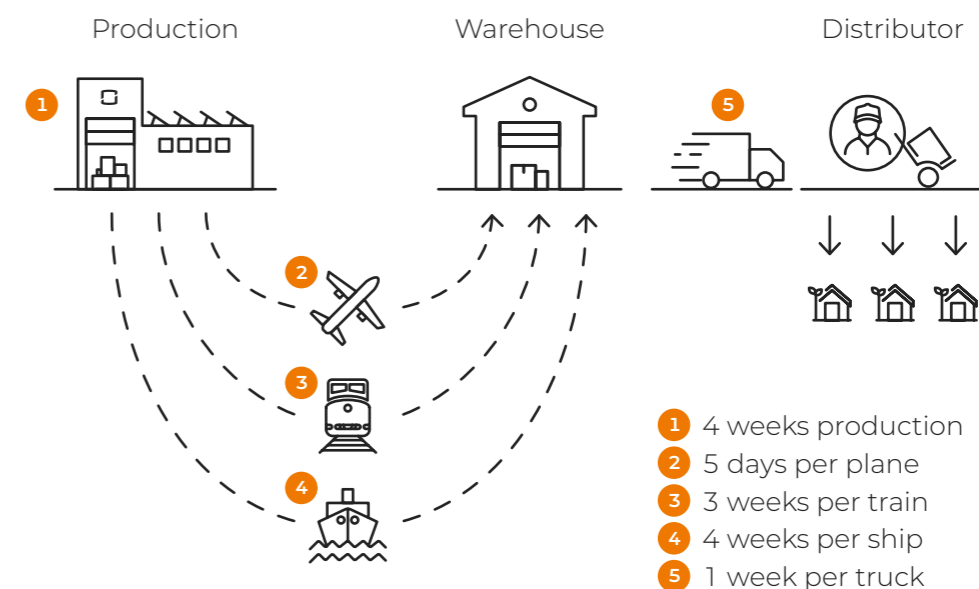 Production
Warehouse
Distributor
1
5
2
3
4
1 4 weeks production
2 5 days per plane
3 3 weeks per train
4 4 weeks per ship
5 1 week per truck